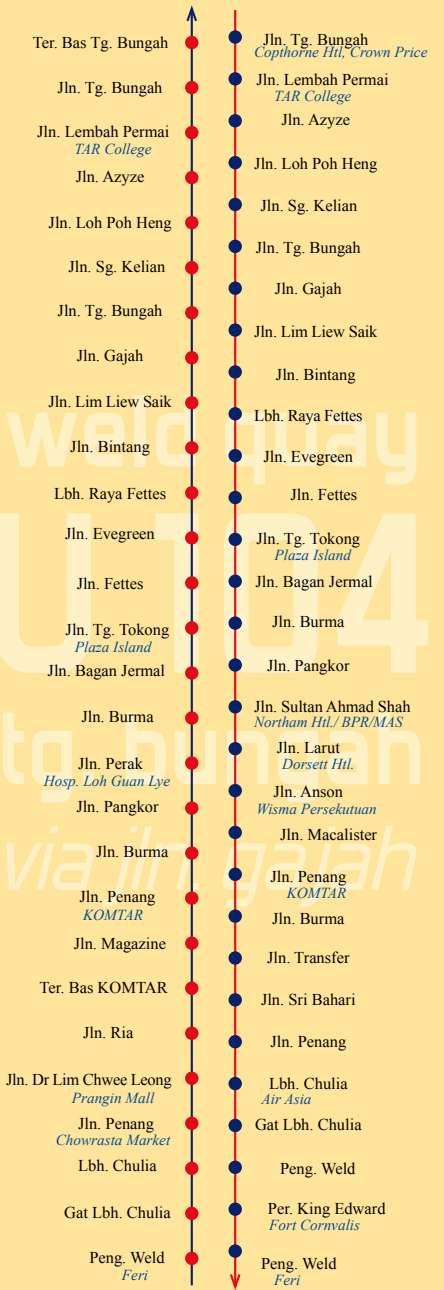 Ter. Bas Tg. Bungah
Jln. Tg. Bungah
Jln. Lembah Permai
TAR College
Jln. Azyze
Jln. Loh Poh Heng
Jln. Sg. Kelian
Jln. Tg. Bungah
Jln. Gajah
Jln. Lim Liew Saik
Jln. Bintang
Lbh. Raya Fettes
Jln. Evegreen
Jln. Fettes
Jln. Tg. Tokong
Plaza Island
Jln. Bagan Jermal
Jln. Burma
Jln. Perak
Hosp. Loh Guan Lye
Jln. Pangkor
Jln. Burma
Jln. Penang
KOMTAR
Jln. Magazine
Ter. Bas KOMTAR
Jln. Ria
Jln. Dr Lim Chwee Leong
Prangin Mall
Jln. Penang
Chowrasta Market
Lbh. Chulia
Gat Lbh. Chulia
Peng. Weld
Feri
Jln. Tg. Bungah
Copthorne Htl, Crown Price
Jln. Lembah Permai
TAR College
Jln. Azyze
Jln. Loh Poh Heng
Jln. Sg. Kelian
Jln. Tg. Bungah
Jln. Gajah
Jln. Lim Liew Saik
Jln. Bintang
Lbh. Raya Fettes
Jln. Evegreen
Jln. Fettes
Jln. Tg. Tokong
Plaza Island
Jln. Bagan Jermal
Jln. Burma
Jln. Pangkor
Jln. Sultan Ahmad Shah
Northam Htl./ BPR/MAS
Jln. Larut
Dorsett Htl.
Jln. Anson
Wisma Persekutuan
Jln. Macalister
Jln. Penang
KOMTAR
Jln. Burma
Jln. Transfer
Jln. Sri Bahari
Jln. Penang
Lbh. Chulia
Air Asia
Gat Lbh. Chulia
Peng. Weld
Per. King Edward
Fort Cornvalis
Peng. Weld
Feri
weld quay
U 104
tg. bungan
via jln. gajah